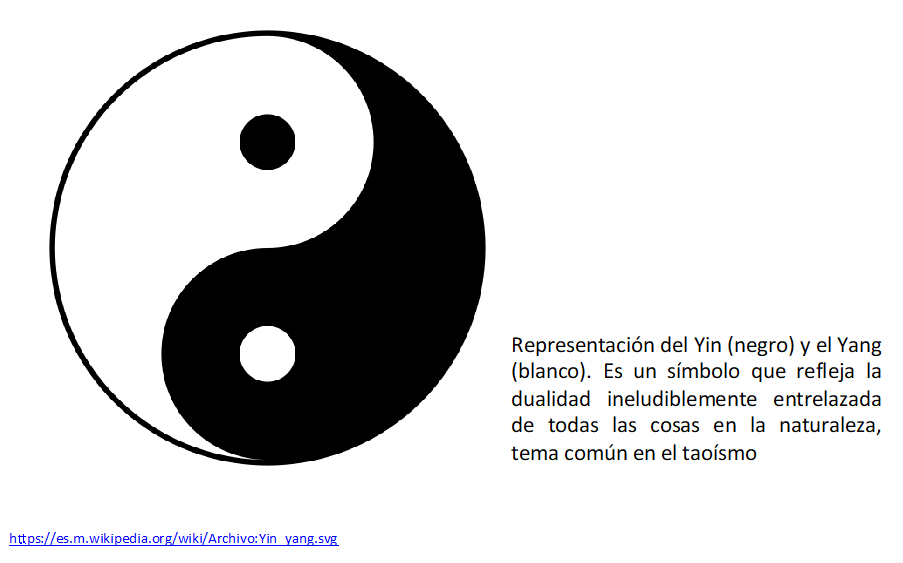 Representación del Yin (negro) y el Yang
(blanco). Es un símbolo que refleja la
dualidad ineludiblemente entrelazada
de todas las cosas en la naturaleza,
tema común en el taoísmo
https://es.m.wikipedia.org/wiki/Archivo:Yin_yang.svg